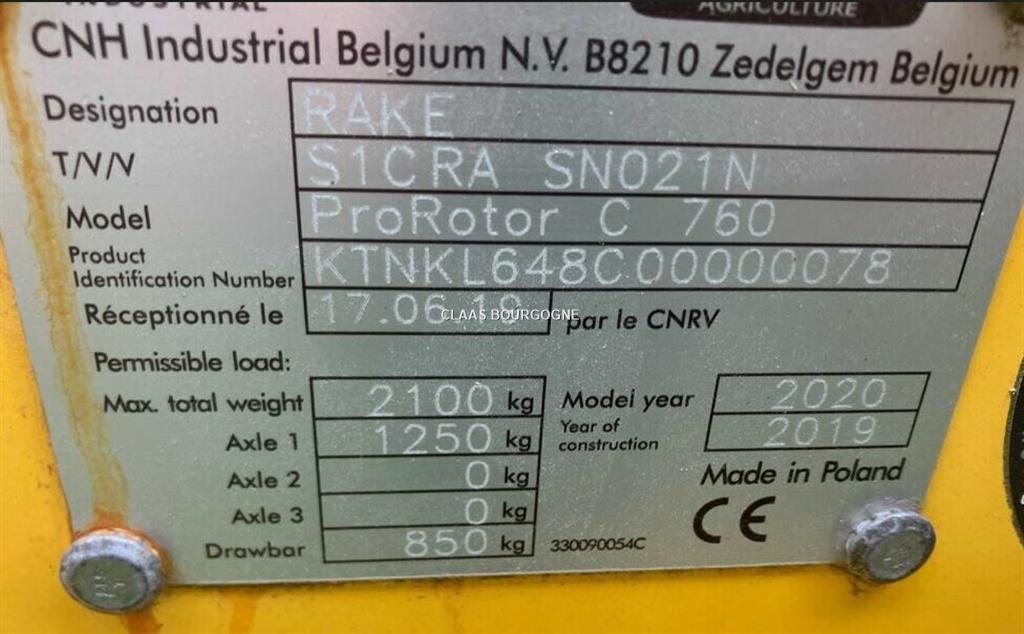 INDUSTRIAL
AGRICULTURE
CNH Industrial Belgium N.V. B8210 Zedelgem Belgium
Designation RAKE
T/V/V S1CRA SN021N
Model ProRotor C 760
Product
Identification Number KTNKL648C00000078
Réceptionné le 17.06.19 par le CNRV
CLAAS BOURGOGNE
Permissible load:
Max. total weight 2100 kg Model year 2020
Axle 1 1250 kg Year of construction 2019
Axle 2 0 kg
Made in Poland
Axle 3 0 kg
CE
Drawbar 850 kg 330090054C